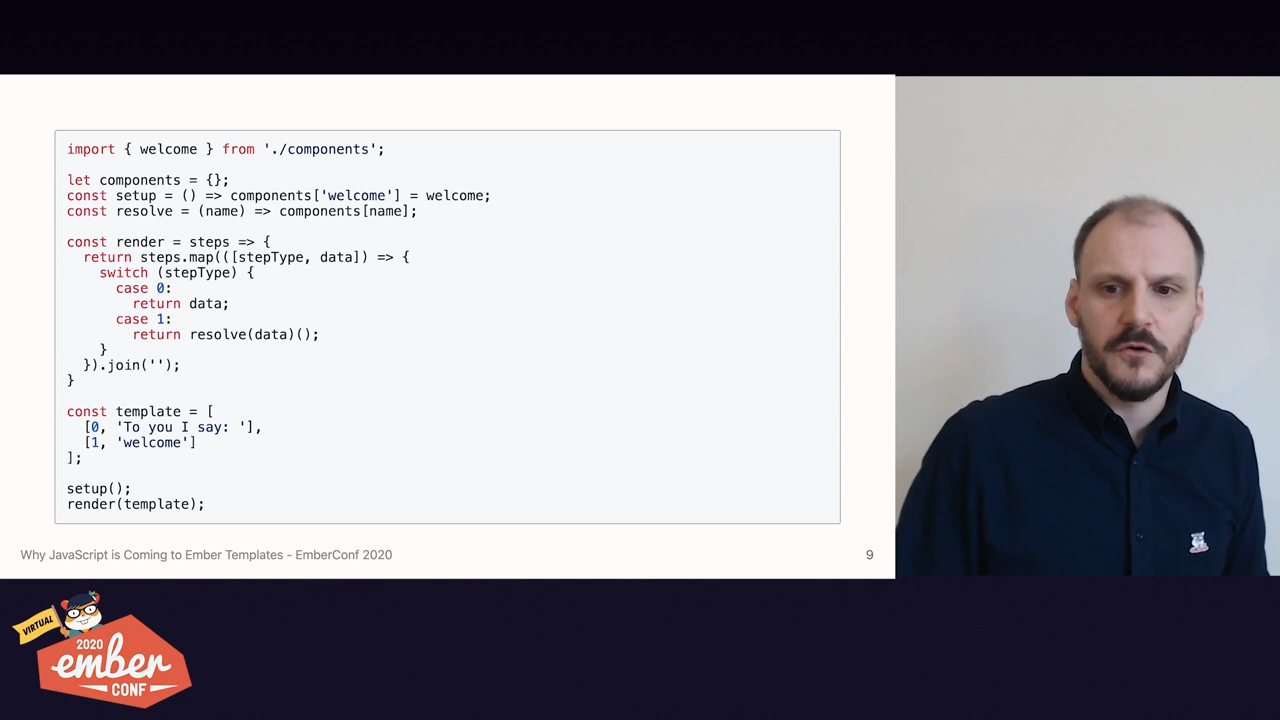 import { welcome } from './components';
let components = {};
const setup = () => components['welcome'] = welcome;
const resolve = (name) => components[name];
const render = steps => {
return steps.map(([stepType, data]) => {
switch (stepType) {
case 0:
return data;
case 1:
return resolve(data)();
}
}).join('');
}
const template = [
[0, 'To you I say: '],
[1, 'welcome']
];
setup();
render(template);
Why JavaScript is Coming to Ember Templates - EmberConf 2020
9
VIRTUAL
2020
ember
CONF